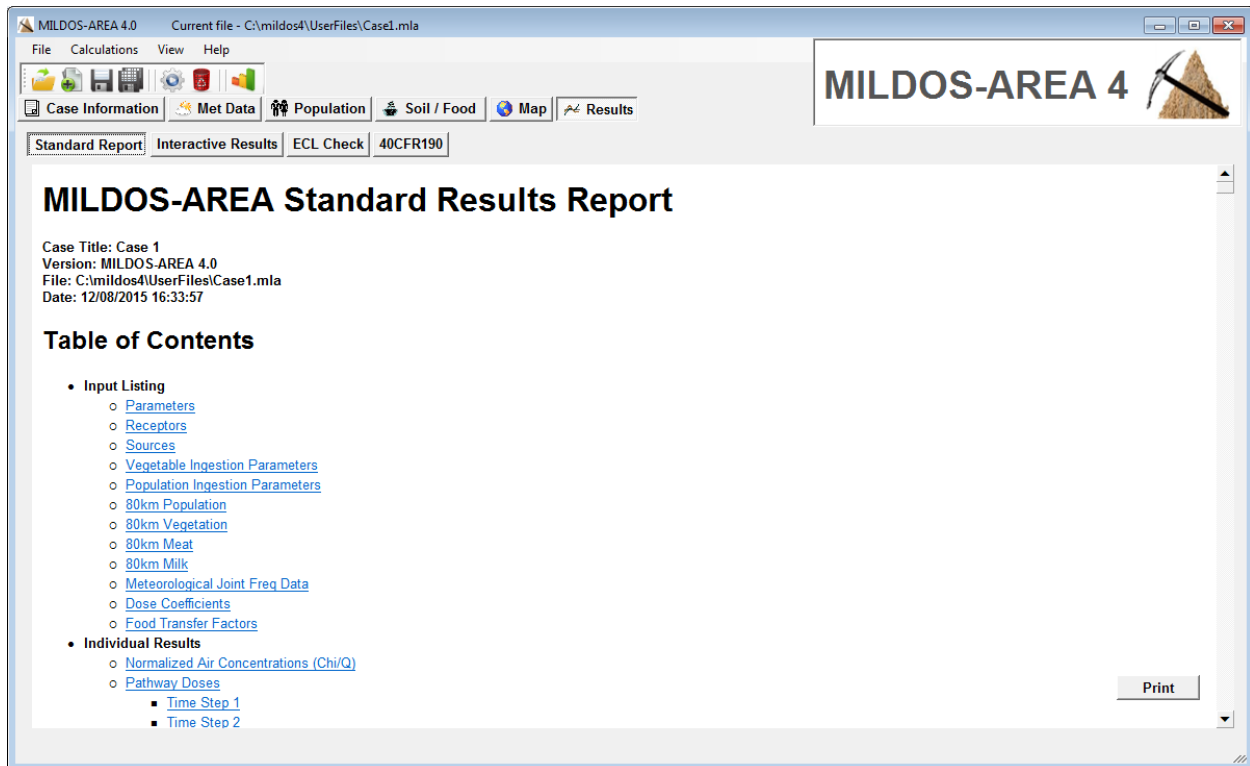 MILDOS-AREA 4.0 Current file - C:\mildos4\UserFiles\Case1.mla
File Calculations View Help
MILDOS-AREA 4
Case Information Met Data Population Soil / Food Map Results
Standard Report Interactive Results ECL Check 40CFR190
MILDOS-AREA Standard Results Report
Case Title: Case 1
Version: MILDOS-AREA 4.0
File: C:\mildos4\UserFiles\Case1.mla
Date: 12/08/2015 16:33:57
Table of Contents
• Input Listing
o Parameters
o Receptors
o Sources
o Vegetable Ingestion Parameters
o Population Ingestion Parameters
o 80km Population
o 80km Vegetation
o 80km Meat
o 80km Milk
o Meteorological Joint Freq Data
o Dose Coefficients
o Food Transfer Factors
• Individual Results
o Normalized Air Concentrations (Chi/Q)
o Pathway Doses
▪ Time Step 1
▪ Time Step 2
Print